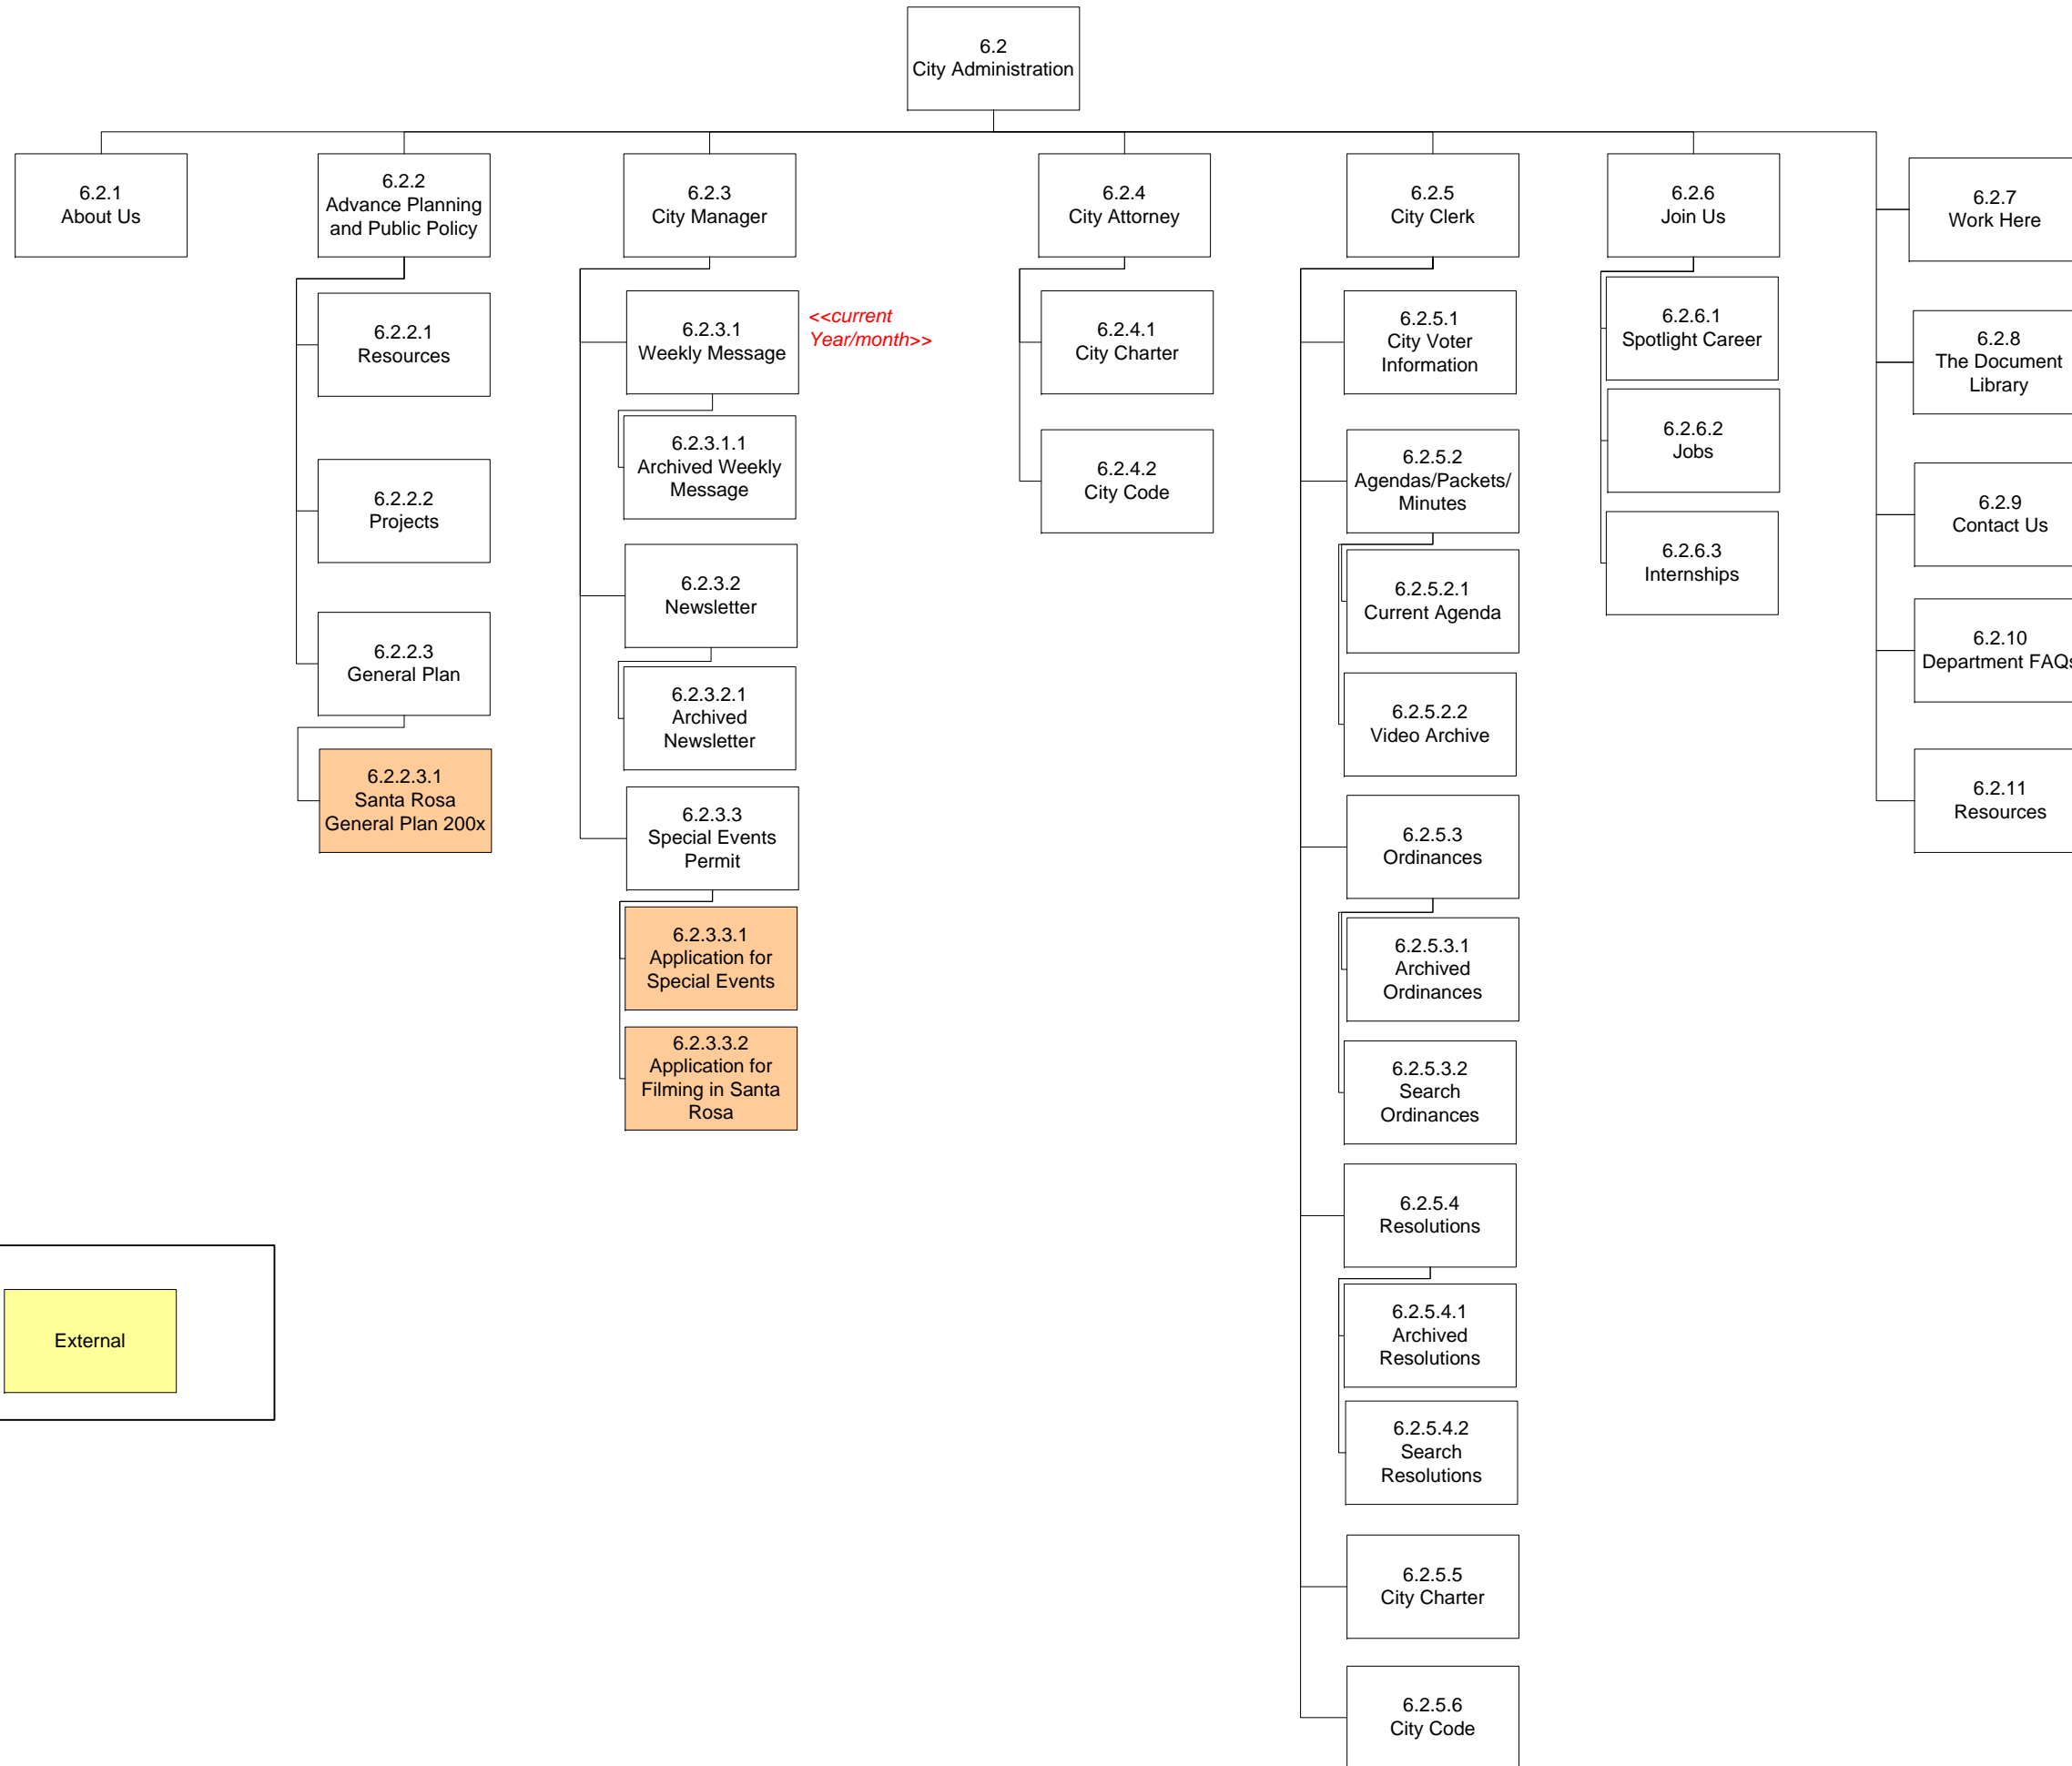 6.2
City Administration
6.2.1
About Us
6.2.2
Advance Planning
and Public Policy
6.2.3
City Manager
6.2.4
City Attorney
6.2.5
City Clerk
6.2.6
Join Us
6.2.7
Work Here
6.2.2.1
Resources
6.2.2.2
Projects
6.2.2.3
General Plan
6.2.2.3.1
Santa Rosa
General Plan 200x
6.2.3.1
Weekly Message
<<current
Year/month>>
6.2.3.1.1
Archived Weekly
Message
6.2.3.2
Newsletter
6.2.3.2.1
Archived
Newsletter
6.2.3.3
Special Events
Permit
6.2.3.3.1
Application for
Special Events
6.2.3.3.2
Application for
Filming in Santa
Rosa
6.2.4.1
City Charter
6.2.4.2
City Code
6.2.5.1
City Voter
Information
6.2.5.2
Agendas/Packets/
Minutes
6.2.5.2.1
Current Agenda
6.2.5.2.2
Video Archive
6.2.5.3
Ordinances
6.2.5.3.1
Archived
Ordinances
6.2.5.3.2
Search
Ordinances
6.2.5.4
Resolutions
6.2.5.4.1
Archived
Resolutions
6.2.5.4.2
Search
Resolutions
6.2.5.5
City Charter
6.2.5.6
City Code
6.2.6.1
Spotlight Career
6.2.6.2
Jobs
6.2.6.3
Internships
6.2.8
The Document
Library
6.2.9
Contact Us
6.2.10
Department FAQs
6.2.11
Resources
External